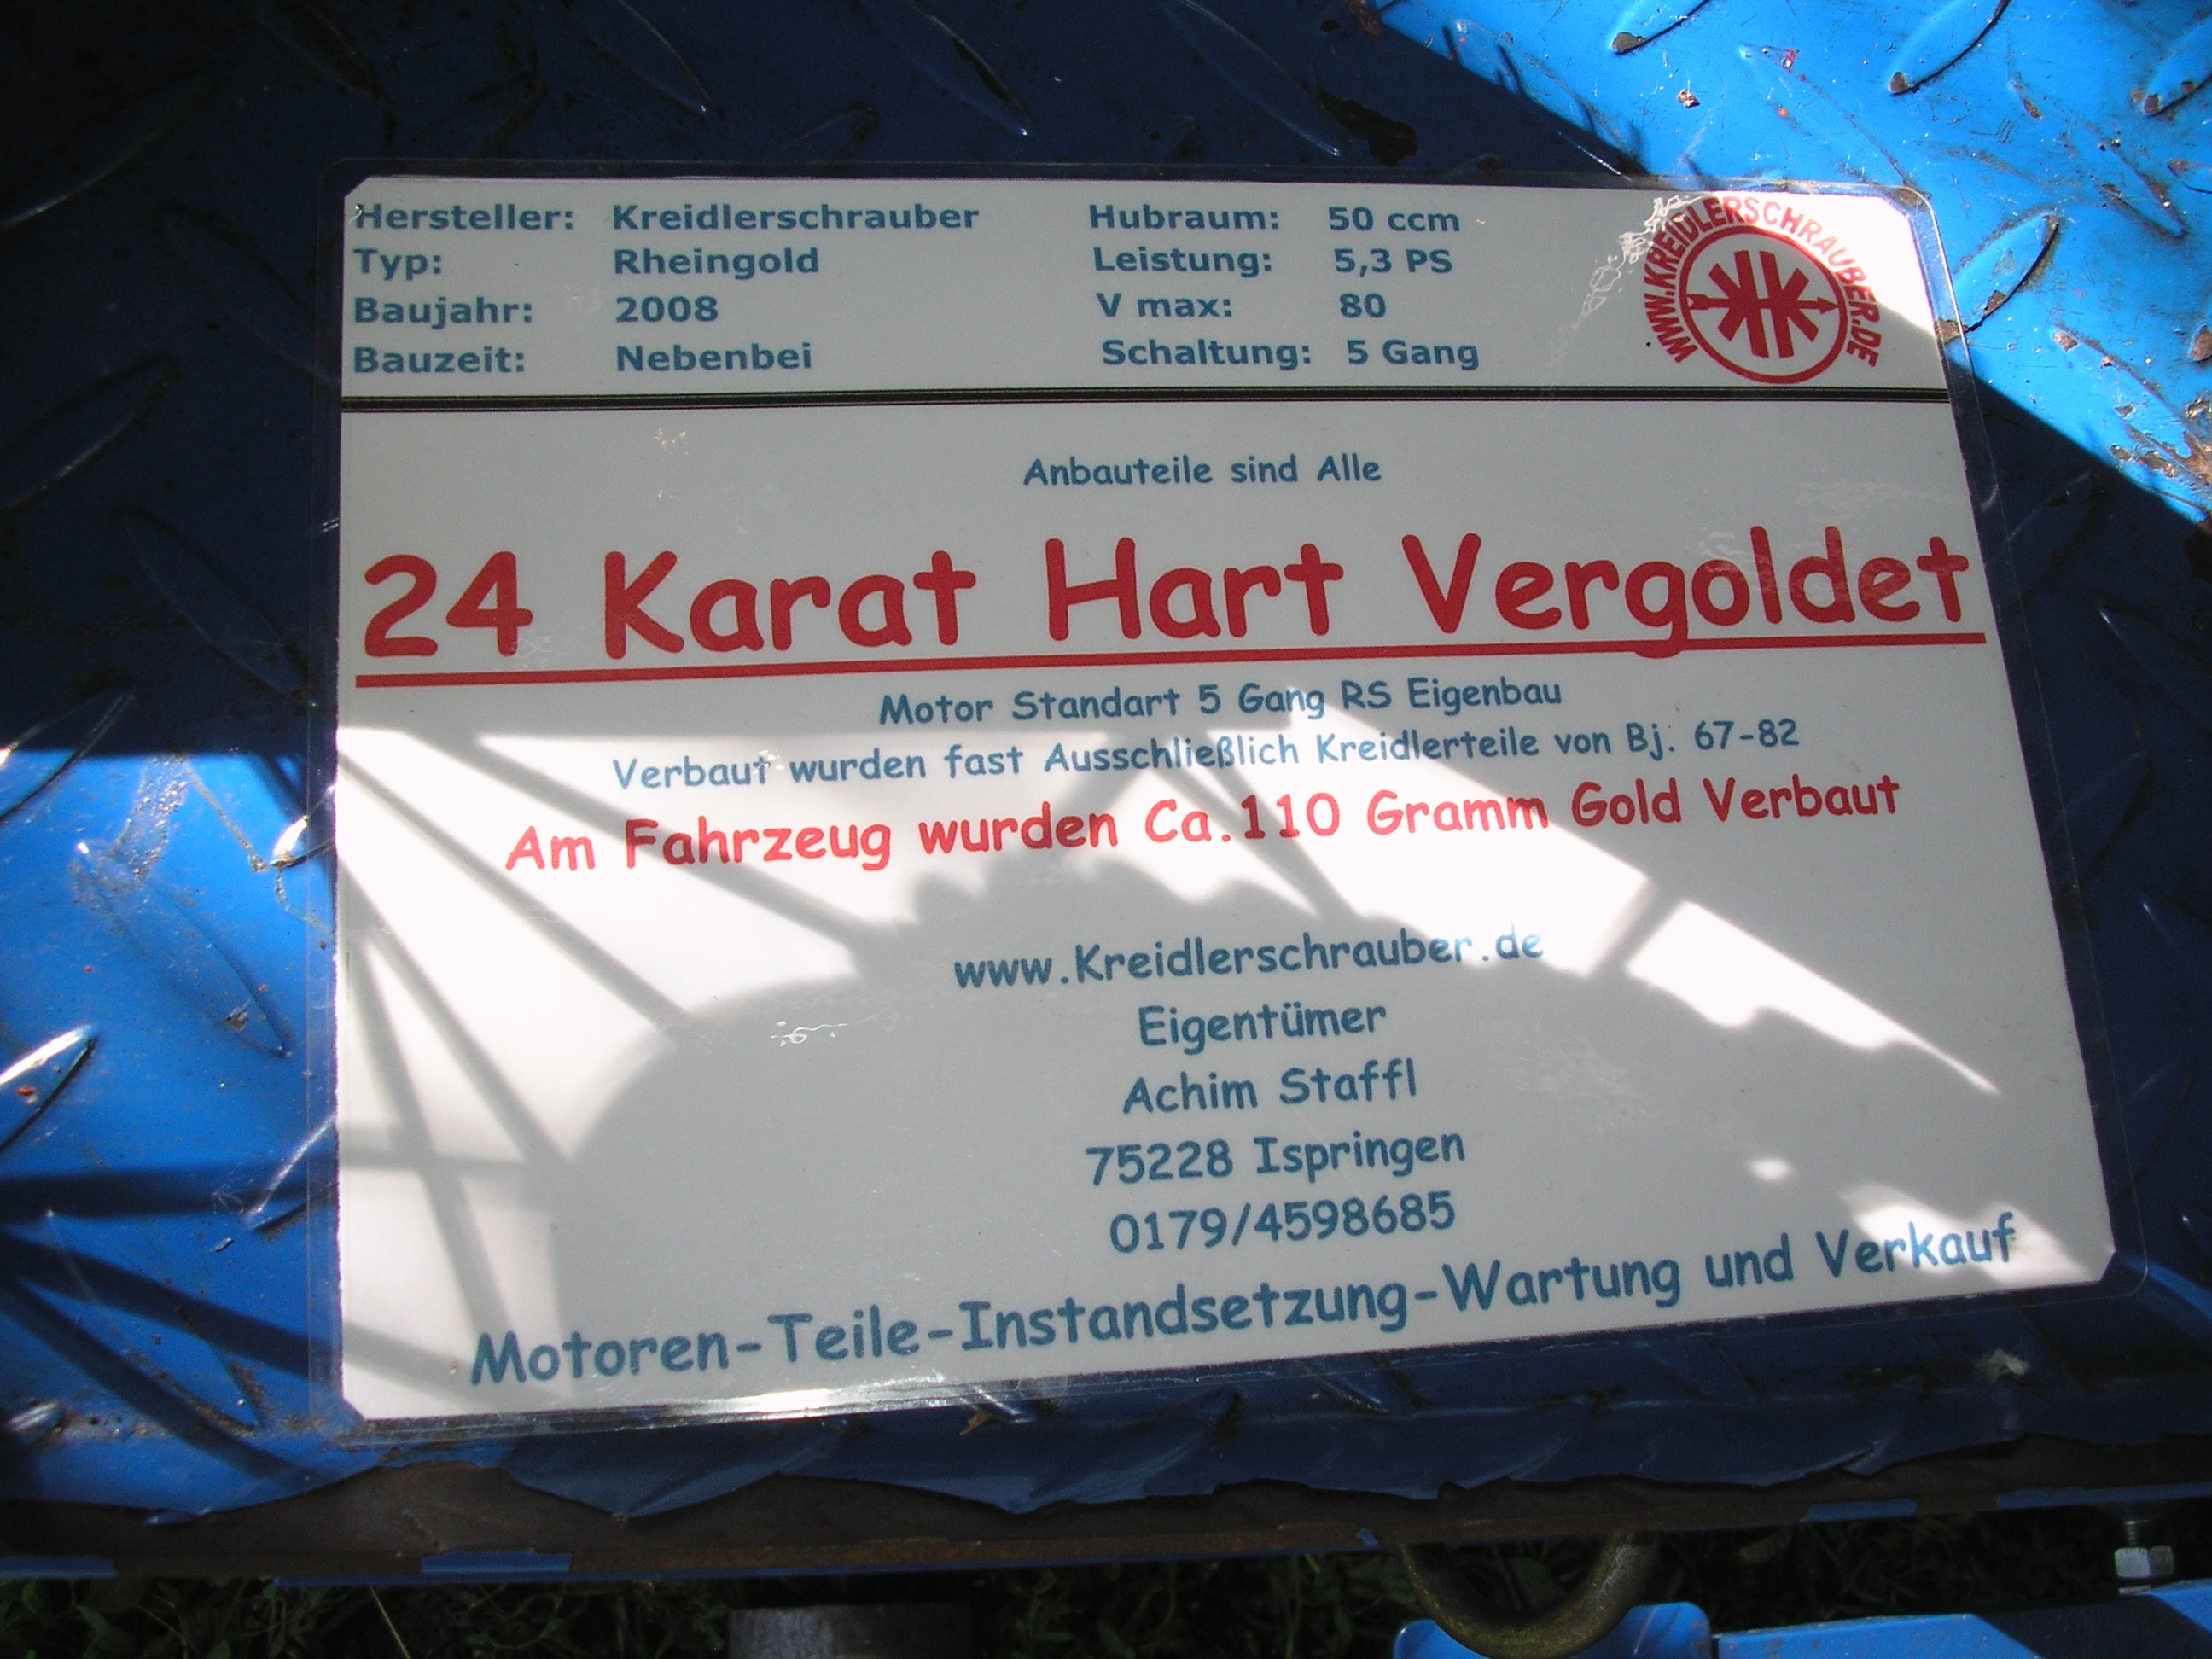 Hersteller: Kreidlerschrauber Hubraum: 50 ccm
Typ: Rheingold Leistung: 5,3 PS
Baujahr: 2008 V max: 80
Bauzeit: Nebenbei Schaltung: 5 Gang
WWW.KREIDLERSCHRAUBER.DE
Anbauteile sind Alle
24 Karat Hart Vergoldet
Motor Standart 5 Gang RS Eigenbau
Verbaut wurden fast Ausschließlich Kreidlerteile von Bj. 67-82
Am Fahrzeug wurden Ca.110 Gramm Gold Verbaut
www.Kreidlerschrauber.de
Eigentümer
Achim Staffl
75228 Ispringen
0179/4598685
Motoren-Teile-Instandsetzung-Wartung und Verkauf